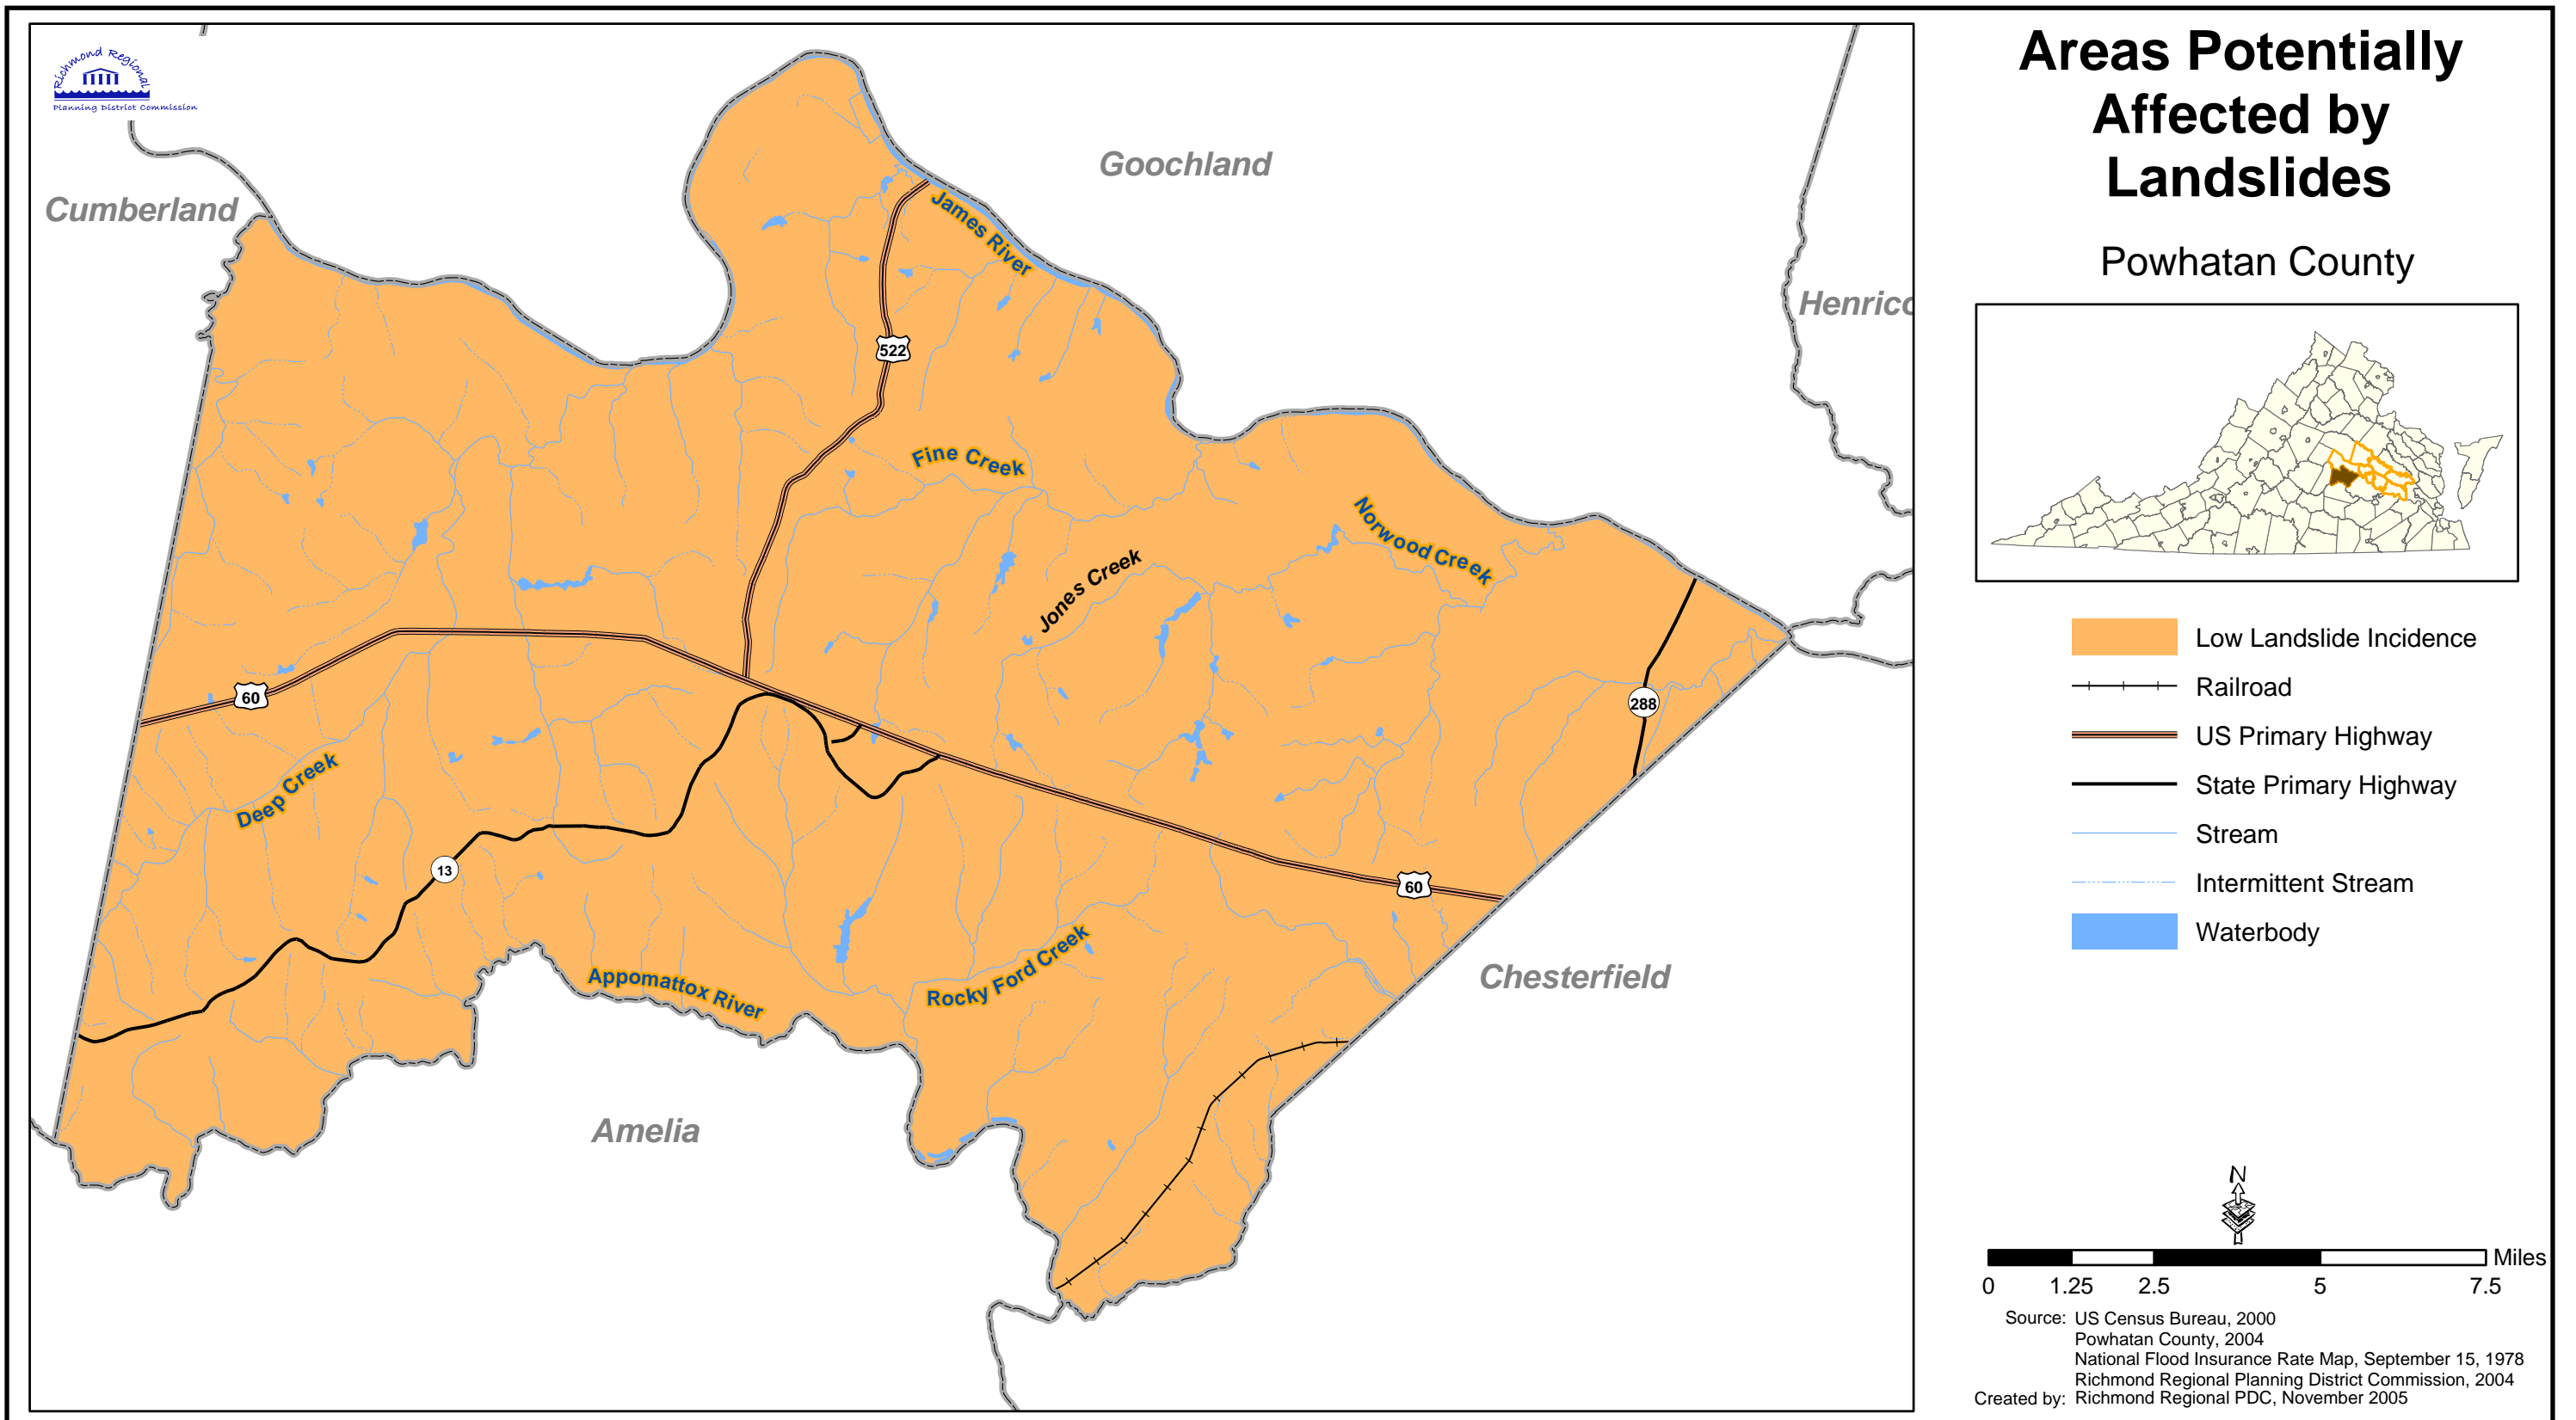 Richmond Regional
Planning District Commission
Areas Potentially
Affected by
Landslides
Powhatan County
Cumberland
Goochland
Henrico
James River
522
Fine Creek
Norwood Creek
Jones Creek
60
288
Deep Creek
13
60
Appomattox River
Rocky Ford Creek
Chesterfield
Amelia
Low Landslide Incidence
Railroad
US Primary Highway
State Primary Highway
Stream
Intermittent Stream
Waterbody
N
Miles
0 1.25 2.5 5 7.5
Source: US Census Bureau, 2000
Powhatan County, 2004
National Flood Insurance Rate Map, September 15, 1978
Richmond Regional Planning District Commission, 2004
Created by: Richmond Regional PDC, November 2005